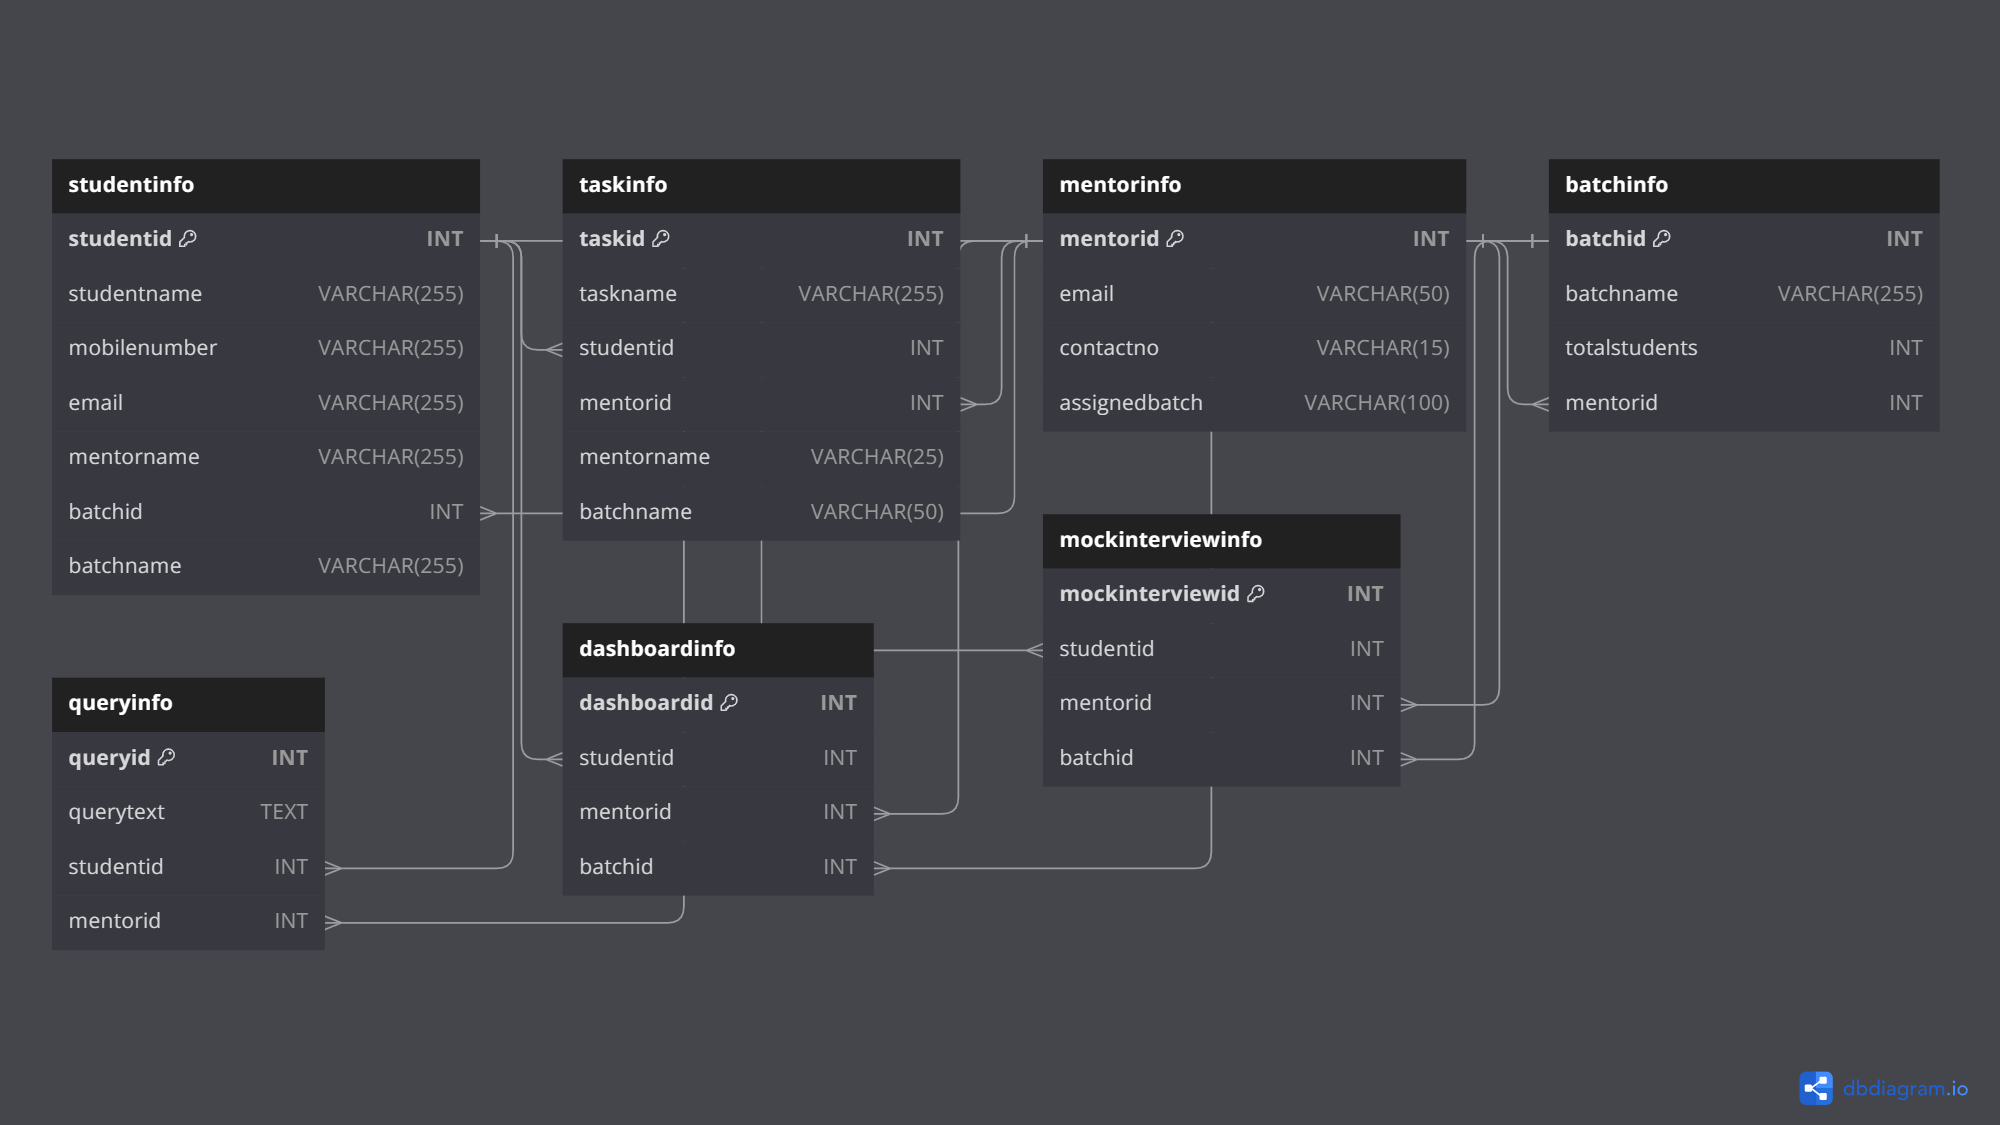 studentinfo
studentid INT
studentname VARCHAR(255)
mobilenumber VARCHAR(255)
email VARCHAR(255)
mentorname VARCHAR(255)
batchid INT
batchname VARCHAR(255)
taskinfo
taskid INT
taskname VARCHAR(255)
studentid INT
mentorid INT
mentorname VARCHAR(25)
batchname VARCHAR(50)
mentorinfo
mentorid INT
email VARCHAR(50)
contactno VARCHAR(15)
assignedbatch VARCHAR(100)
batchinfo
batchid INT
batchname VARCHAR(255)
totalstudents INT
mentorid INT
mockinterviewinfo
mockinterviewid INT
studentid INT
mentorid INT
batchid INT
dashboardinfo
dashboardid INT
studentid INT
mentorid INT
batchid INT
queryinfo
queryid INT
querytext TEXT
studentid INT
mentorid INT
dbdiagram.io